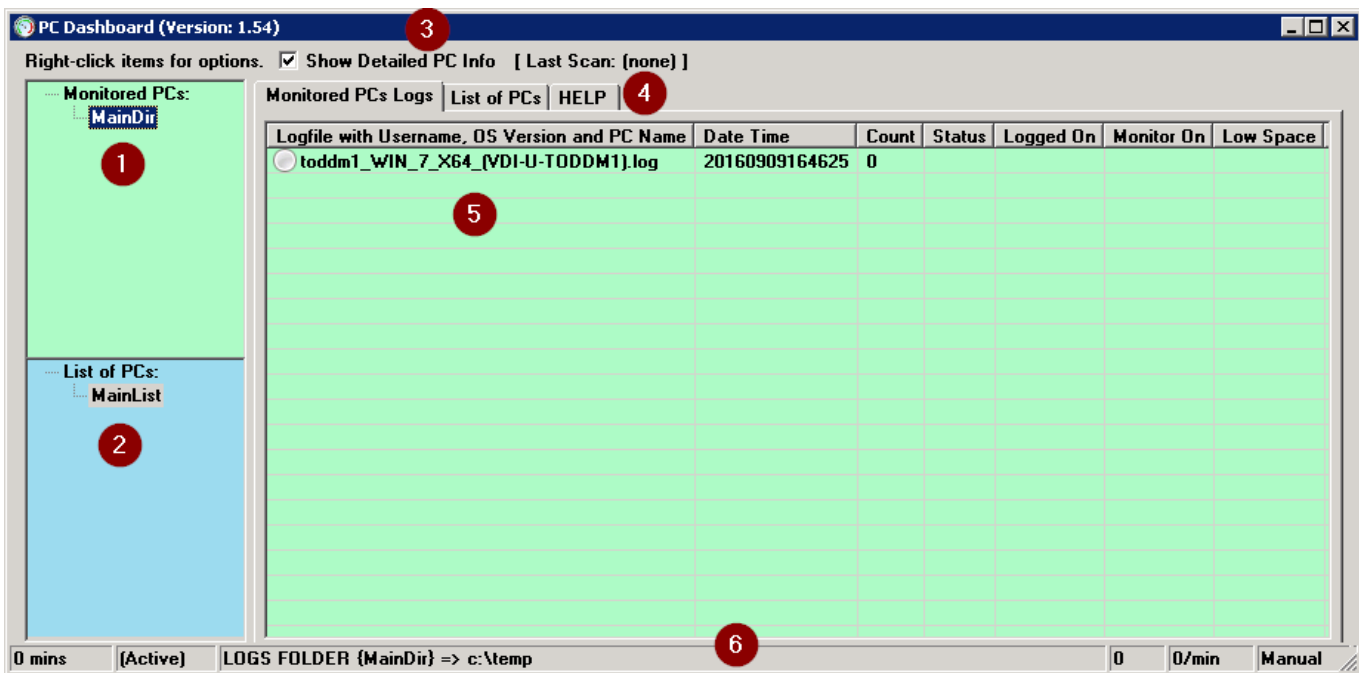 PC Dashboard (Version: 1.54)
3
Right-click items for options. Show Detailed PC Info [ Last Scan: (none) ]
Monitored PCs:
MainDir
1
List of PCs:
MainList
2
Monitored PCs Logs List of PCs HELP 4
Logfile with Username, OS Version and PC Name Date Time Count Status Logged On Monitor On Low Space
toddm1_WIN_7_X64_(VDI-U-TODDM1).log 20160909164625 0
5
6
0 mins (Active) LOGS FOLDER {MainDir} => c:\temp 0 0/min Manual